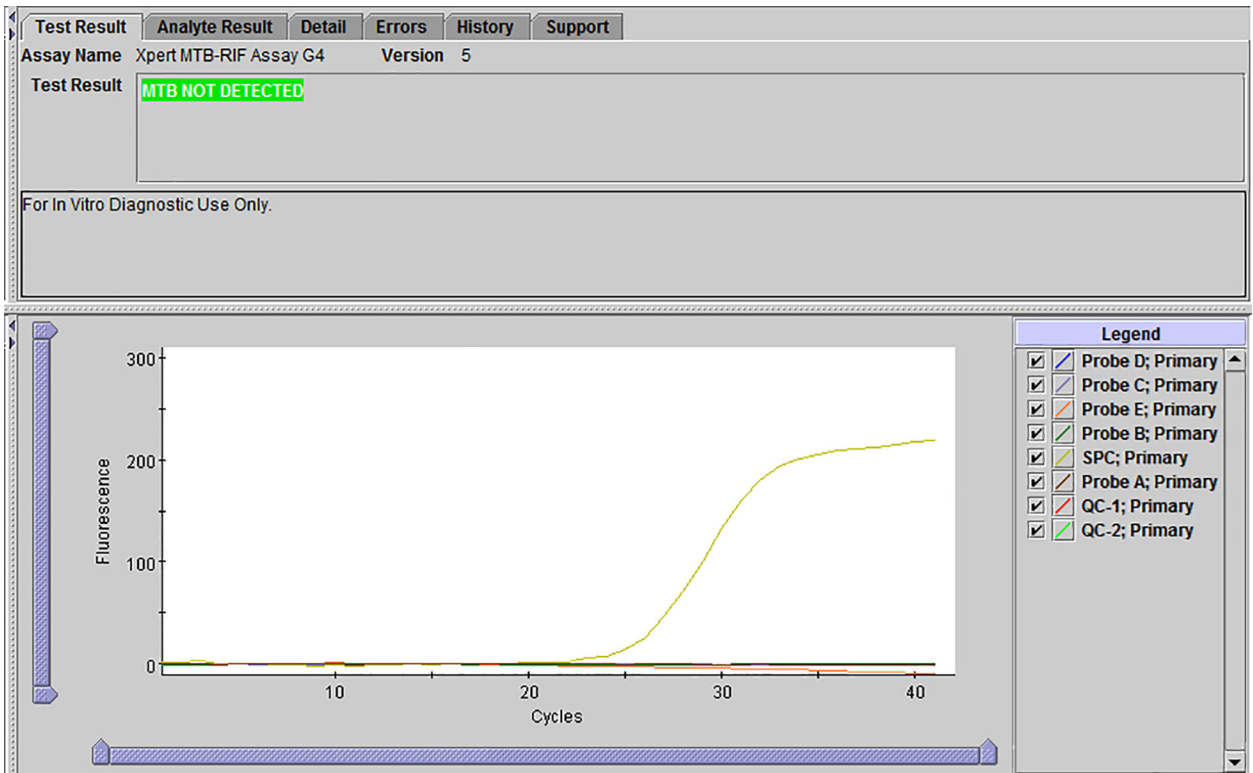 Test Result Analyte Result Detail Errors History Support
Assay Name Xpert MTB-RIF Assay G4 Version 5
Test Result MTB NOT DETECTED
For In Vitro Diagnostic Use Only.
300
200
100
0
Fluorescence
10 20 30 40
Cycles
Legend
Probe D; Primary
Probe C; Primary
Probe E; Primary
Probe B; Primary
SPC; Primary
Probe A; Primary
QC-1; Primary
QC-2; Primary